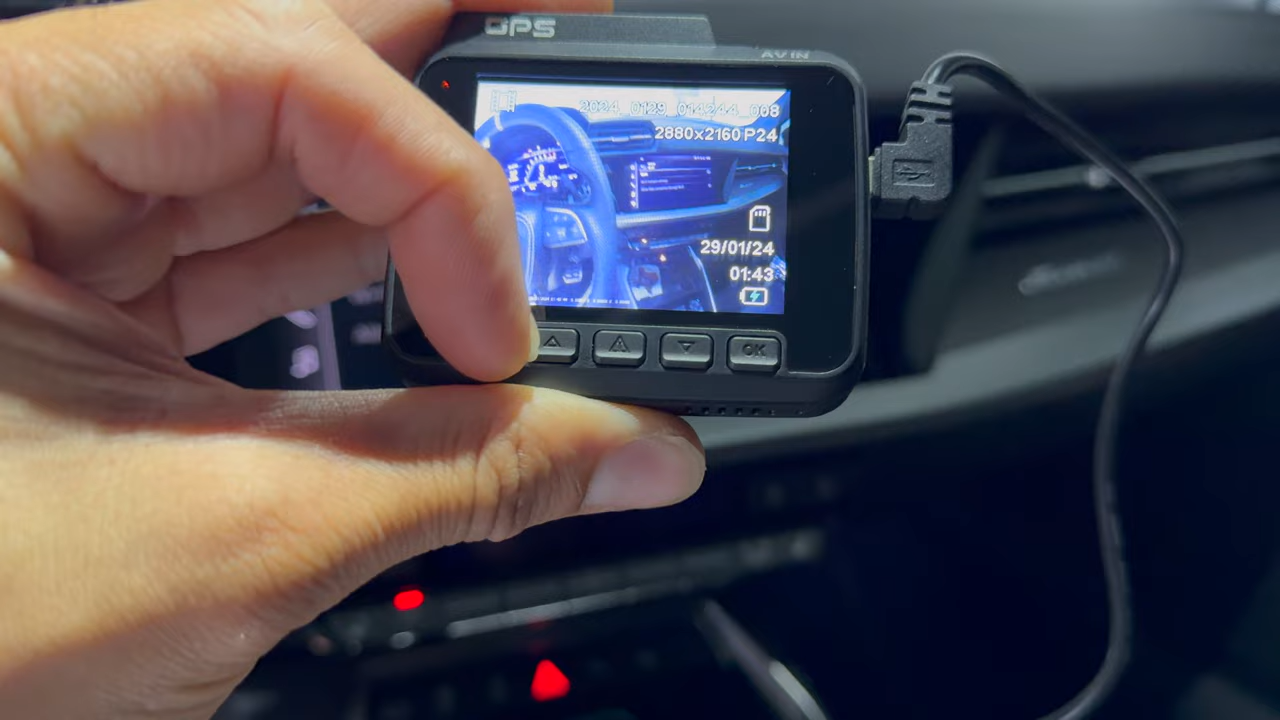 GPS
AV IN
2024_0129_014244_008
2880x2160 P24
29/01/24
01:43
OK